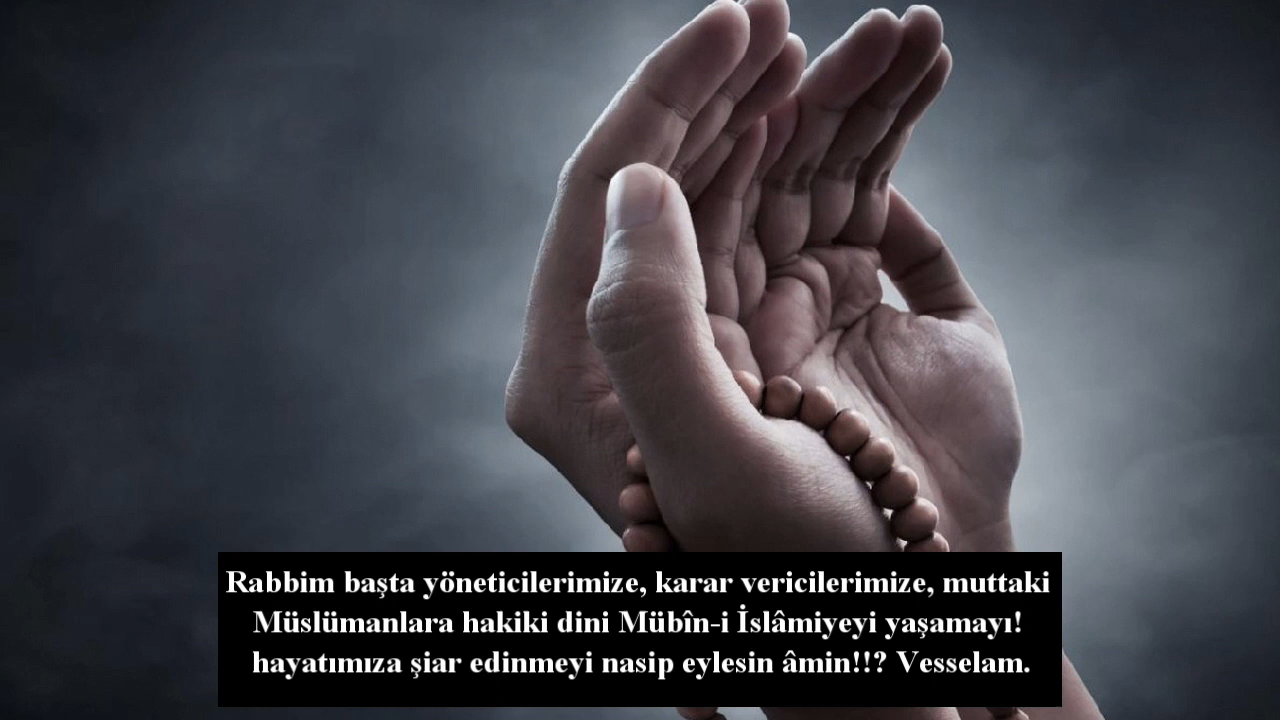 Rabbim başta yöneticilerimize, karar vericilerimize, muttaki
Müslümanlara hakiki dini Mübîn-i İslâmiyeyi yaşamayı!
hayatımıza şiar edinmeyi nasip eylesin âmin!!? Vesselam.